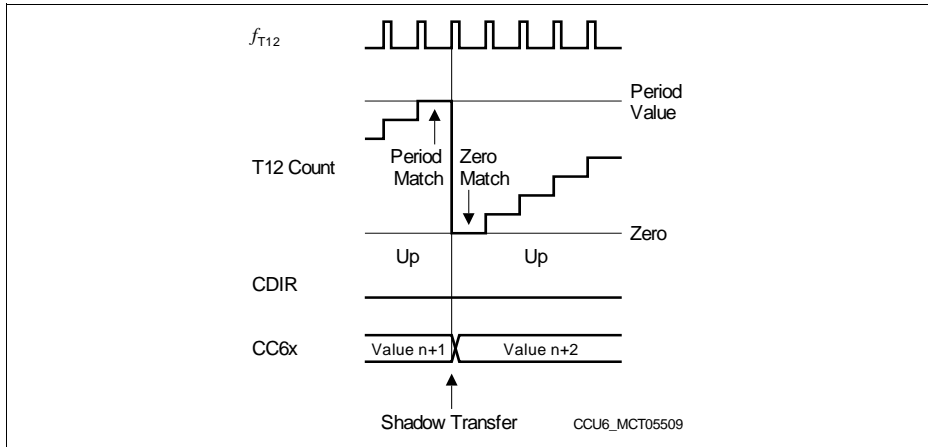 fT12
Period
Value
T12 Count
Period
Match
Zero
Match
Zero
Up
Up
CDIR
CC6x
Value n+1
Value n+2
Shadow Transfer
CCU6_MCT05509